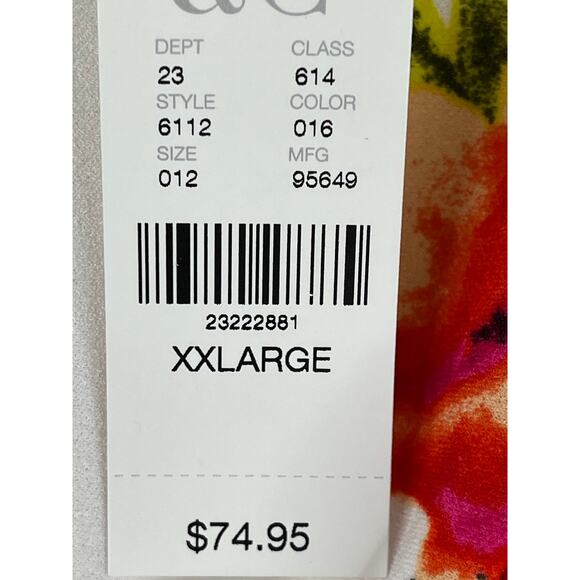 &C
DEPT CLASS
23 614
STYLE COLOR
6112 016
SIZE MFG
012 95649
23222881
XXLARGE
$74.95